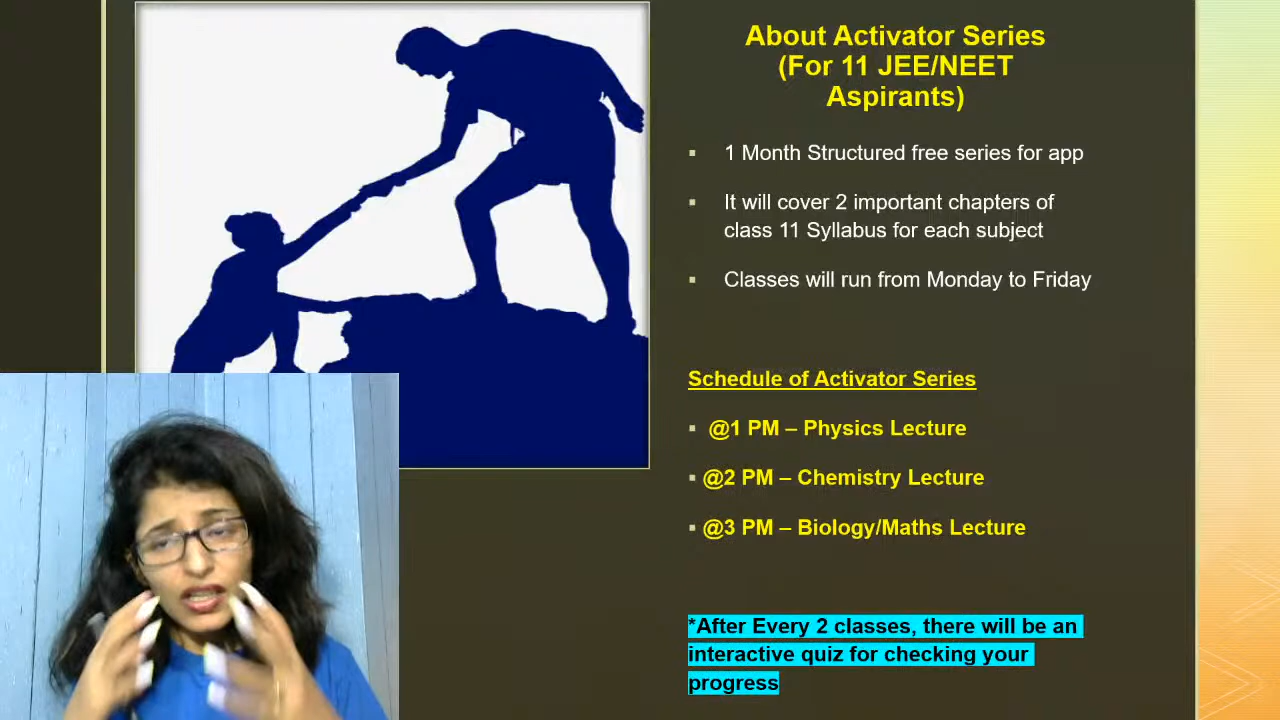 About Activator Series
(For 11 JEE/NEET
Aspirants)
1 Month Structured free series for app
It will cover 2 important chapters of
class 11 Syllabus for each subject
Classes will run from Monday to Friday
Schedule of Activator Series
@1 PM – Physics Lecture
@2 PM – Chemistry Lecture
@3 PM – Biology/Maths Lecture
*After Every 2 classes, there will be an
interactive quiz for checking your
progress